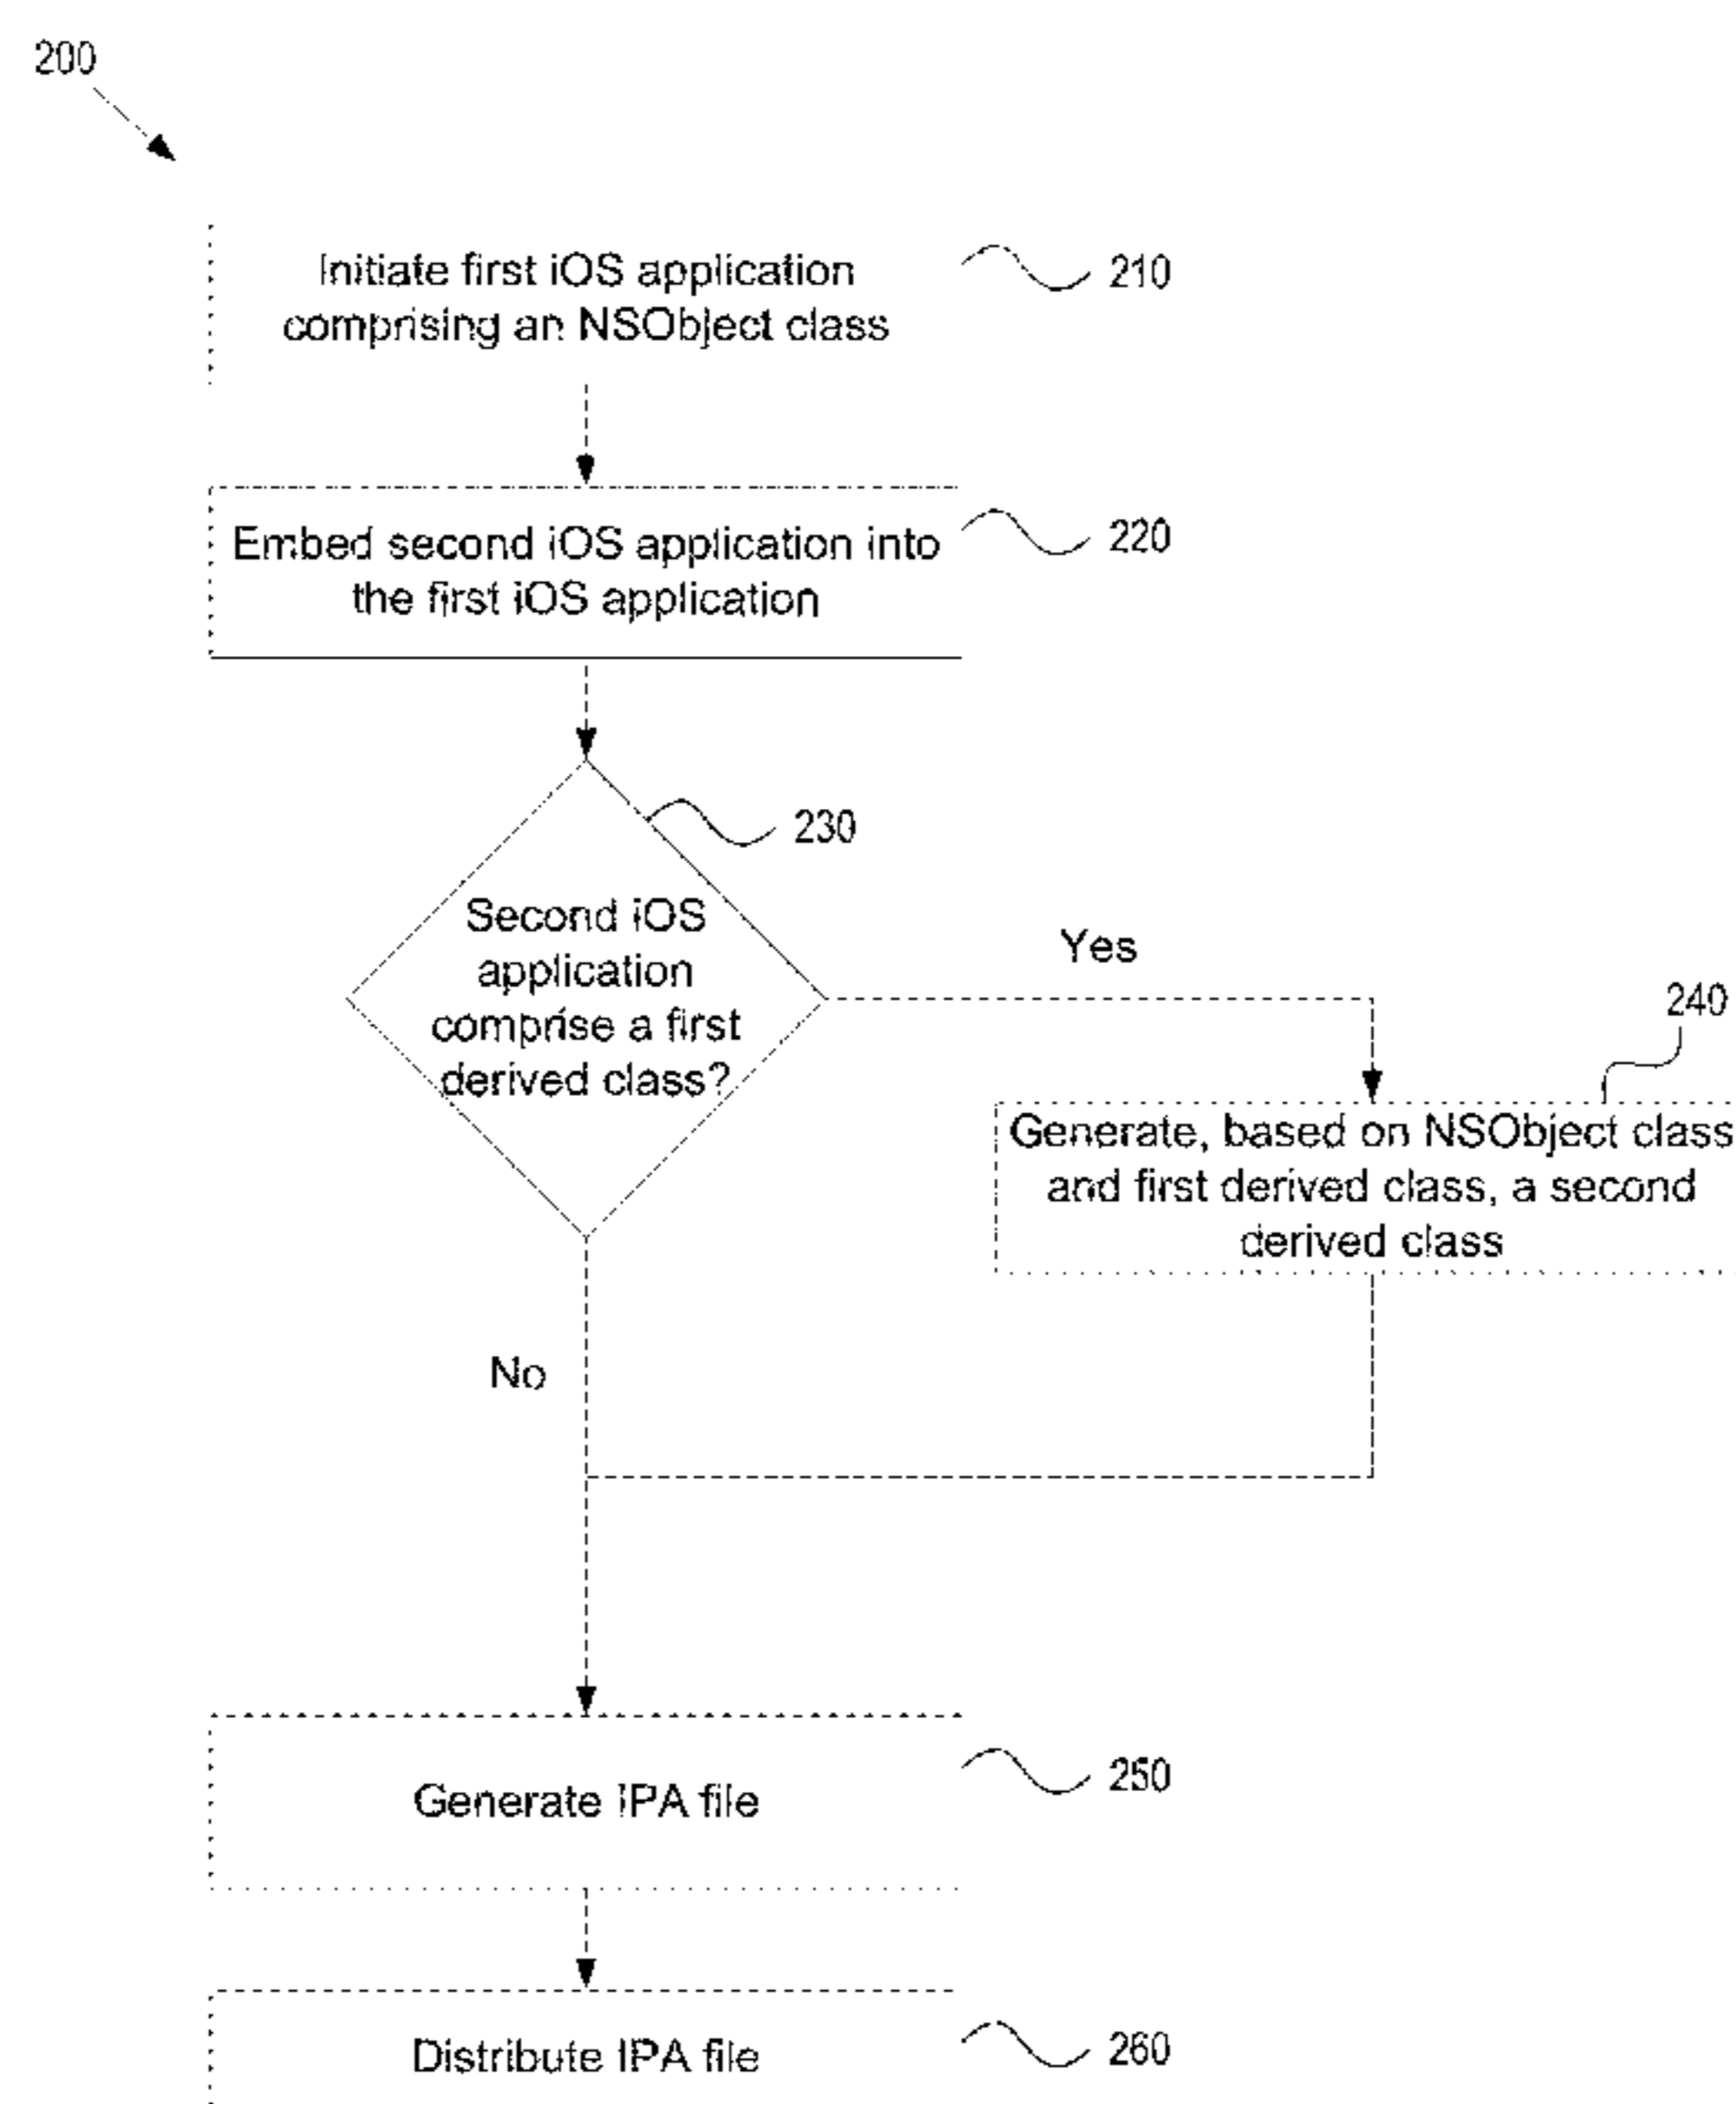 200
Initiate first iOS application
comprising an NSObject class
210
Embed second iOS application into
the first iOS application
220
230
Second iOS
application
comprise a first
derived class?
Yes
240
Generate, based on NSObject class
and first derived class, a second
derived class
No
Generate IPA file
250
Distribute IPA file
260